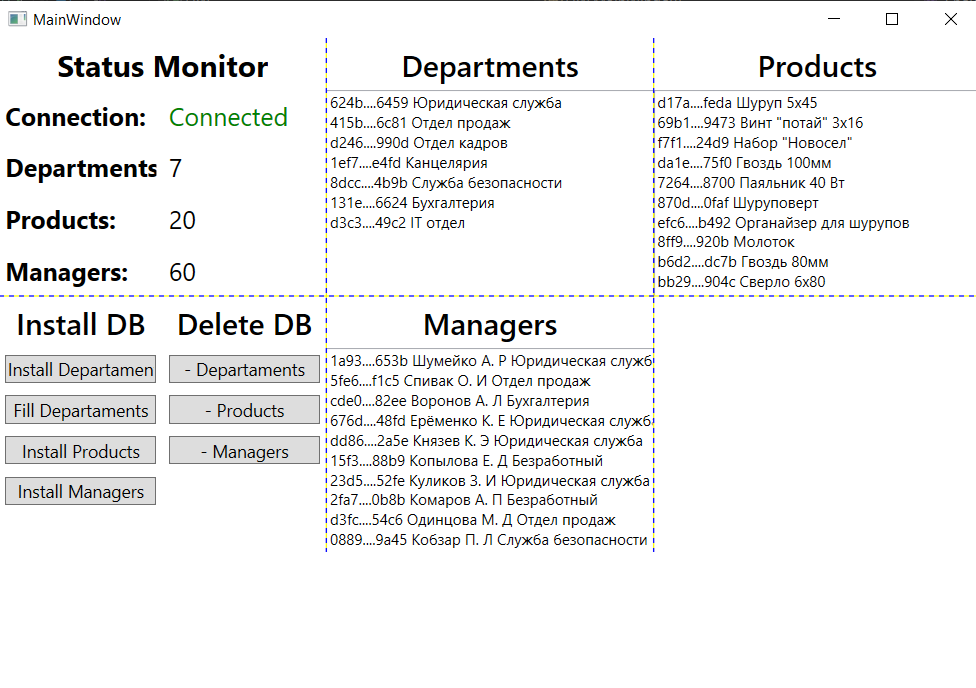 MainWindow
Status Monitor
Connection: Connected
Departments 7
Products: 20
Managers: 60
Departments
624b....6459 Юридическая служба
415b....6c81 Отдел продаж
d246....990d Отдел кадров
1ef7....e4fd Канцелярия
8dcc....4b9b Служба безопасности
131e....6624 Бухгалтерия
d3c3....49c2 IT отдел
Products
d17a....feda Шуруп 5х45
69b1....9473 Винт "потай" 3х16
f7f1....24d9 Набор "Новосел"
da1e....75f0 Гвоздь 100мм
7264....8700 Паяльник 40 Вт
870d....0faf Шуруповерт
efc6....b492 Органайзер для шурупов
8ff9....920b Молоток
b6d2....dc7b Гвоздь 80мм
bb29....904c Сверло 6х80
Install DB
Install Departamen
Fill Departaments
Install Products
Install Managers
Delete DB
- Departaments
- Products
- Managers
Managers
1a93....653b Шумейко А. Р Юридическая служб
5fe6....f1c5 Спивак О. И Отдел продаж
cde0....82ee Воронов А. Л Бухгалтерия
676d....48fd Ерёменко К. Е Юридическая служб
dd86....2a5e Князев К. Э Юридическая служба
15f3....88b9 Копылова Е. Д Безработный
23d5....52fe Куликов З. И Юридическая служба
2fa7....0b8b Комаров А. П Безработный
d3fc....54c6 Одинцова М. Д Отдел продаж
0889....9a45 Кобзар П. Л Служба безопасности